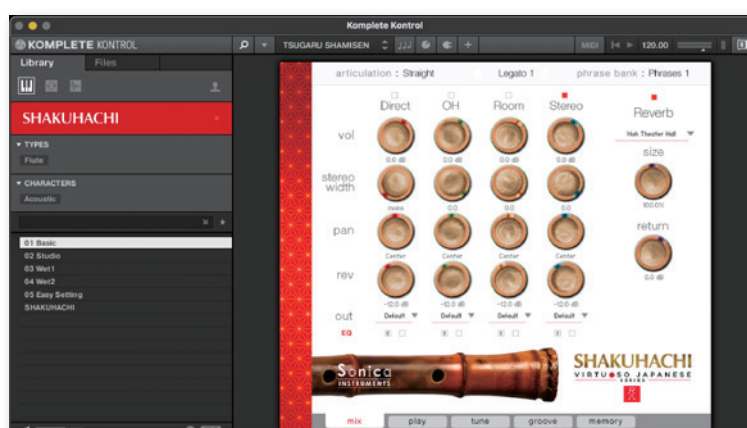 Komplete Kontrol
KOMPLETE KONTROL
TSUGARU SHAMISEN
MIDI
120.00
Library Files
SHAKUHACHI
TYPES
Flute
CHARACTERS
Acoustic
01 Basic
02 Studio
03 Wet1
04 Wet2
05 Easy Setting
SHAKUHACHI
articulation : Straight Legato 1 phrase bank : Phrases 1
Direct OH Room Stereo Reverb
Noh Theater Hall
vol
size
0.0 dB 0.0 dB 0.0 dB 0.0 dB
stereo width
100.0%
mono 0.0 0.0 0.0
return
pan
Center Center Center Center
0.0 dB
rev
-12.0 dB -12.0 dB -12.0 dB -12.0 dB
out Default Default Default Default
EQ
Sonica
INSTRUMENTS
SHAKUHACHI
VIRTUOSO JAPANESE
SERIES
mix play tune groove memory